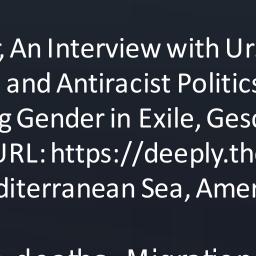 , An Interview with Ur
and Antiracist Politics
g Gender in Exile, Geso
URL: https://deeply.th
diterranean Sea, Amer